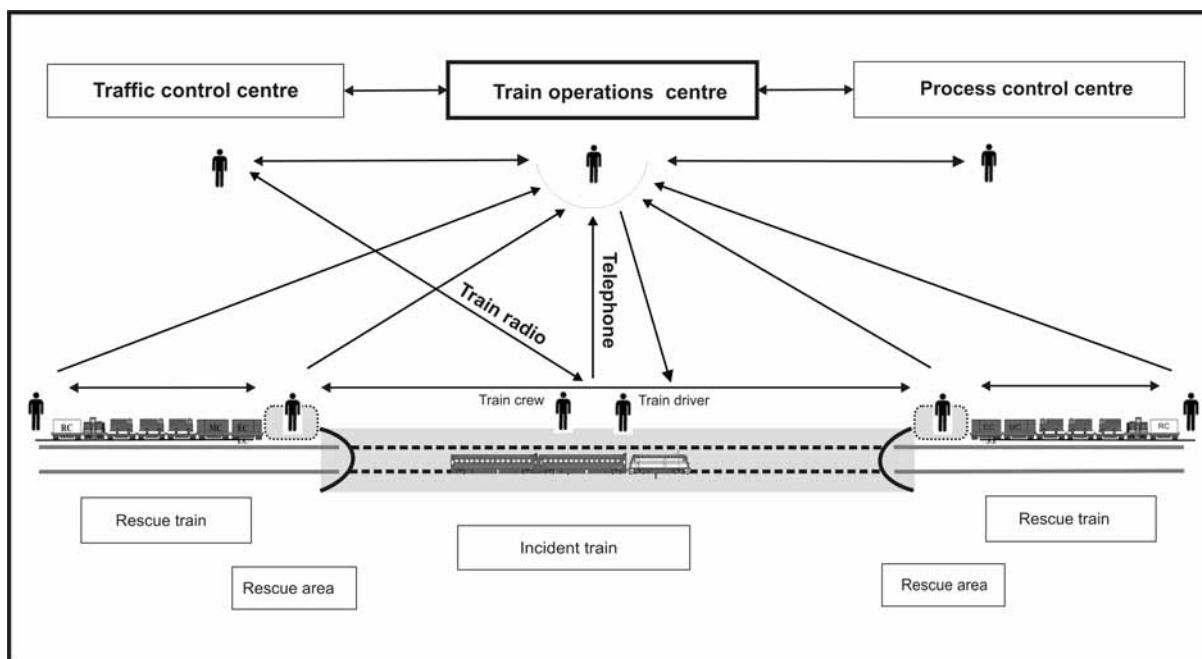 Traffic control centre
Train operations centre
Process control centre
Train radio
Telephone
Train crew
Train driver
RC
MC
EC
EC
MC
RC
Rescue train
Incident train
Rescue train
Rescue area
Rescue area